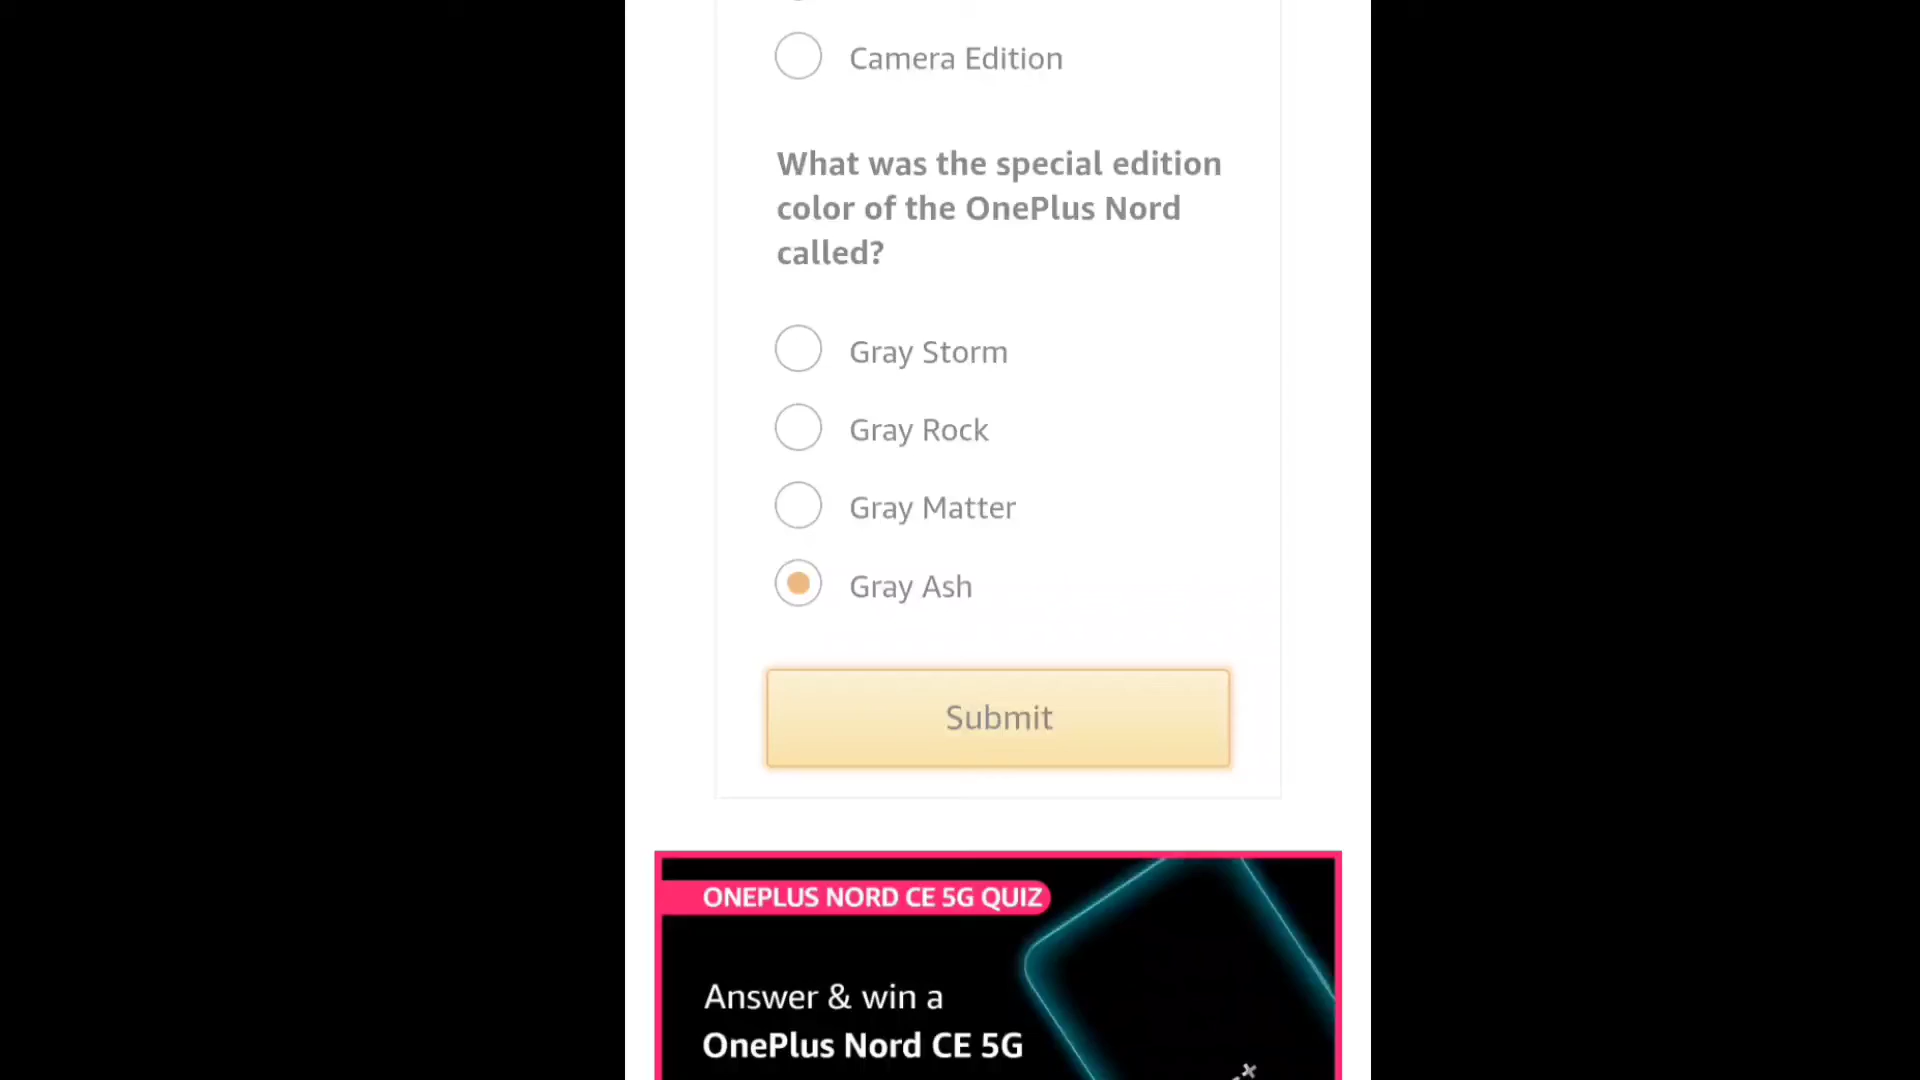 Camera Edition
What was the special edition
color of the OnePlus Nord
called?
Gray Storm
Gray Rock
Gray Matter
Gray Ash
Submit
ONEPLUS NORD CE 5G QUIZ
Answer & win a
OnePlus Nord CE 5G